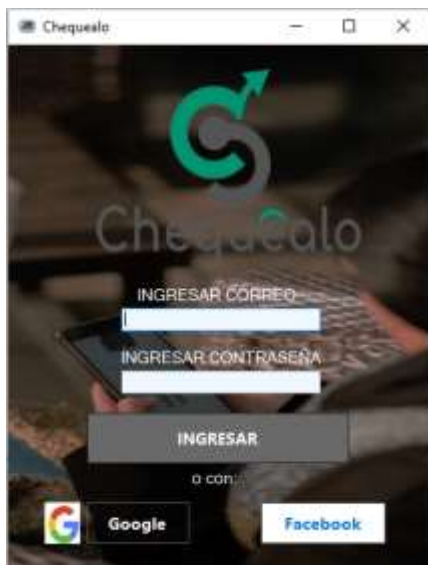 Chequealo
Chequealo
INGRESAR CORREO
INGRESAR CONTRASEÑA
INGRESAR
o con:
Google
Facebook